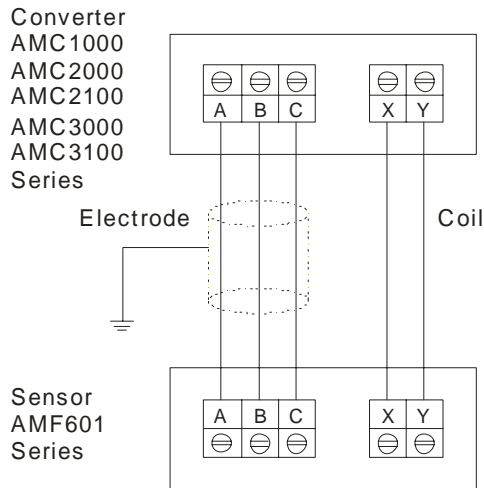 Converter
AMC1000
AMC2000
AMC2100
AMC3000
AMC3100
Series
A B C X Y
Electrode Coil
Sensor
AMF601
Series
A B C X Y